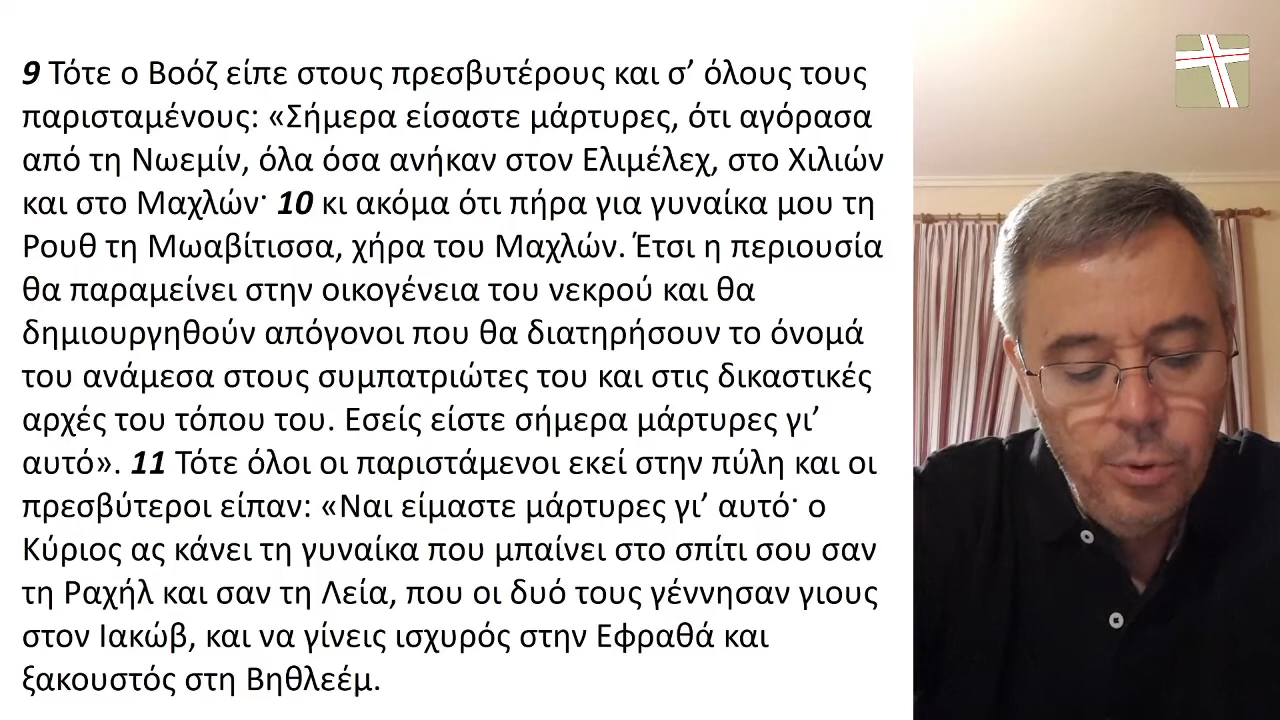 9 Τότε ο Βοόζ είπε στους πρεσβυτέρους και σ’ όλους τους
παρισταμένους: «Σήμερα είσαστε μάρτυρες, ότι αγόρασα
από τη Νωεμίν, όλα όσα ανήκαν στον Ελιμέλεχ, στο Χιλιών
και στο Μαχλών· 10 κι ακόμα ότι πήρα για γυναίκα μου τη
Ρουθ τη Μωαβίτισσα, χήρα του Μαχλών. Έτσι η περιουσία
θα παραμείνει στην οικογένεια του νεκρού και θα
δημιουργηθούν απόγονοι που θα διατηρήσουν το όνομά
του ανάμεσα στους συμπατριώτες του και στις δικαστικές
αρχές του τόπου του. Εσείς είστε σήμερα μάρτυρες γι’
αυτό». 11 Τότε όλοι οι παριστάμενοι εκεί στην πύλη και οι
πρεσβύτεροι είπαν: «Ναι είμαστε μάρτυρες γι’ αυτό· ο
Κύριος ας κάνει τη γυναίκα που μπαίνει στο σπίτι σου σαν
τη Ραχήλ και σαν τη Λεία, που οι δυό τους γέννησαν γιους
στον Ιακώβ, και να γίνεις ισχυρός στην Εφραθά και
ξακουστός στη Βηθλεέμ.